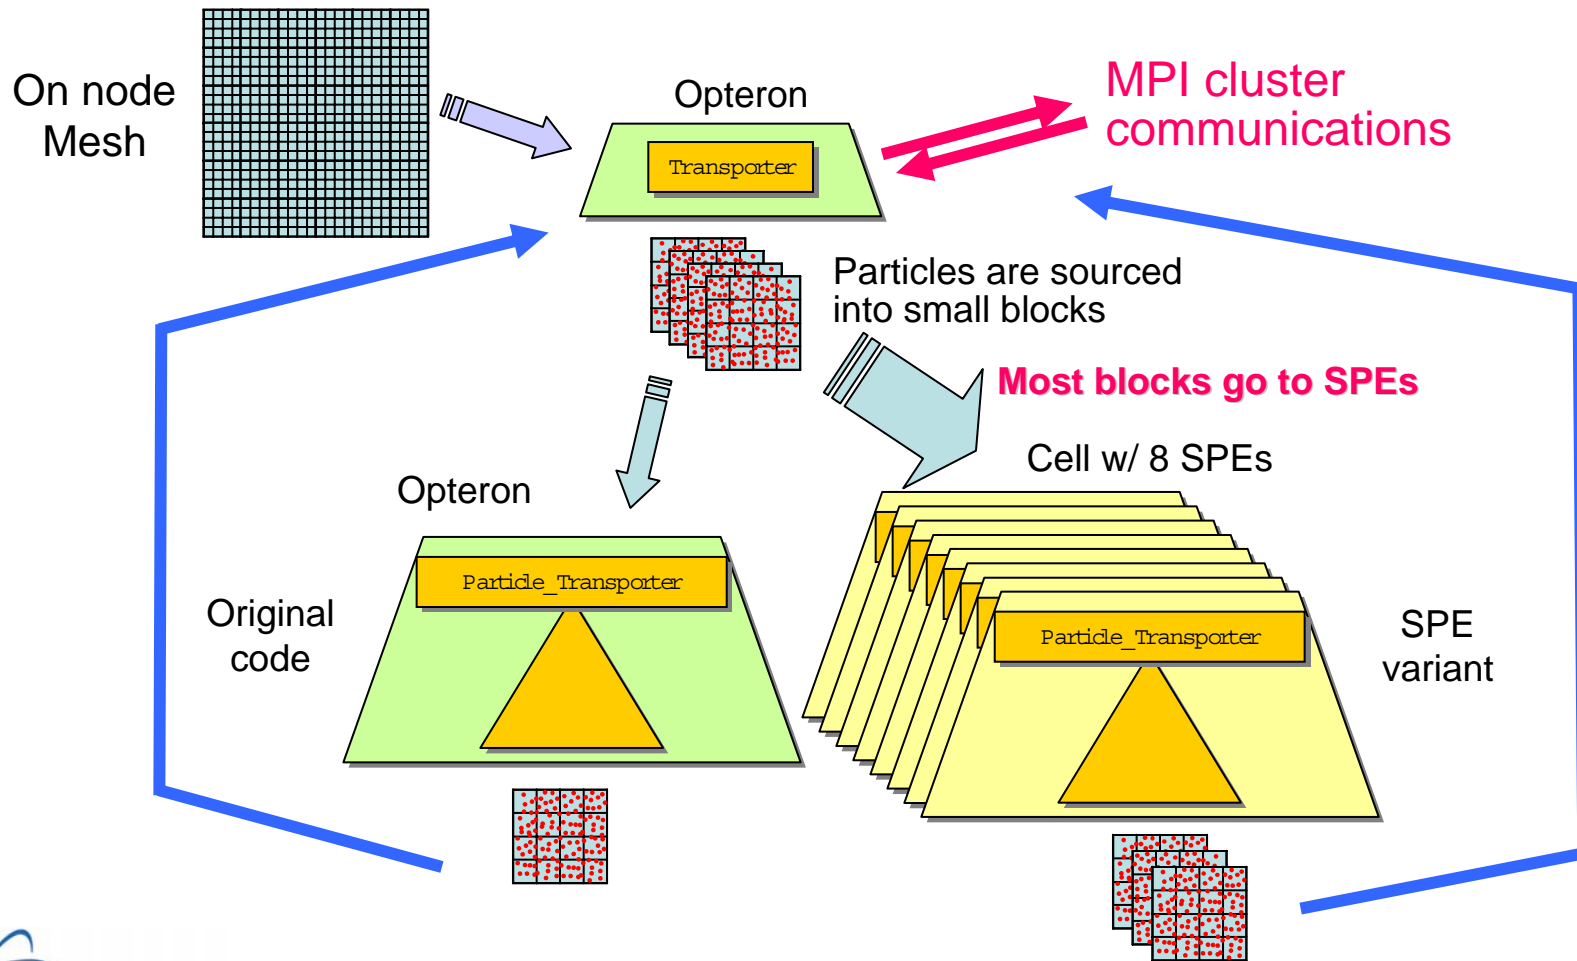 On node
Mesh
Opteron
Transporter
MPI cluster
communications
Particles are sourced
into small blocks
Most blocks go to SPEs
Cell w/ 8 SPEs
Opteron
Particle_Transporter
Original
code
Particle_Transporter
SPE
variant